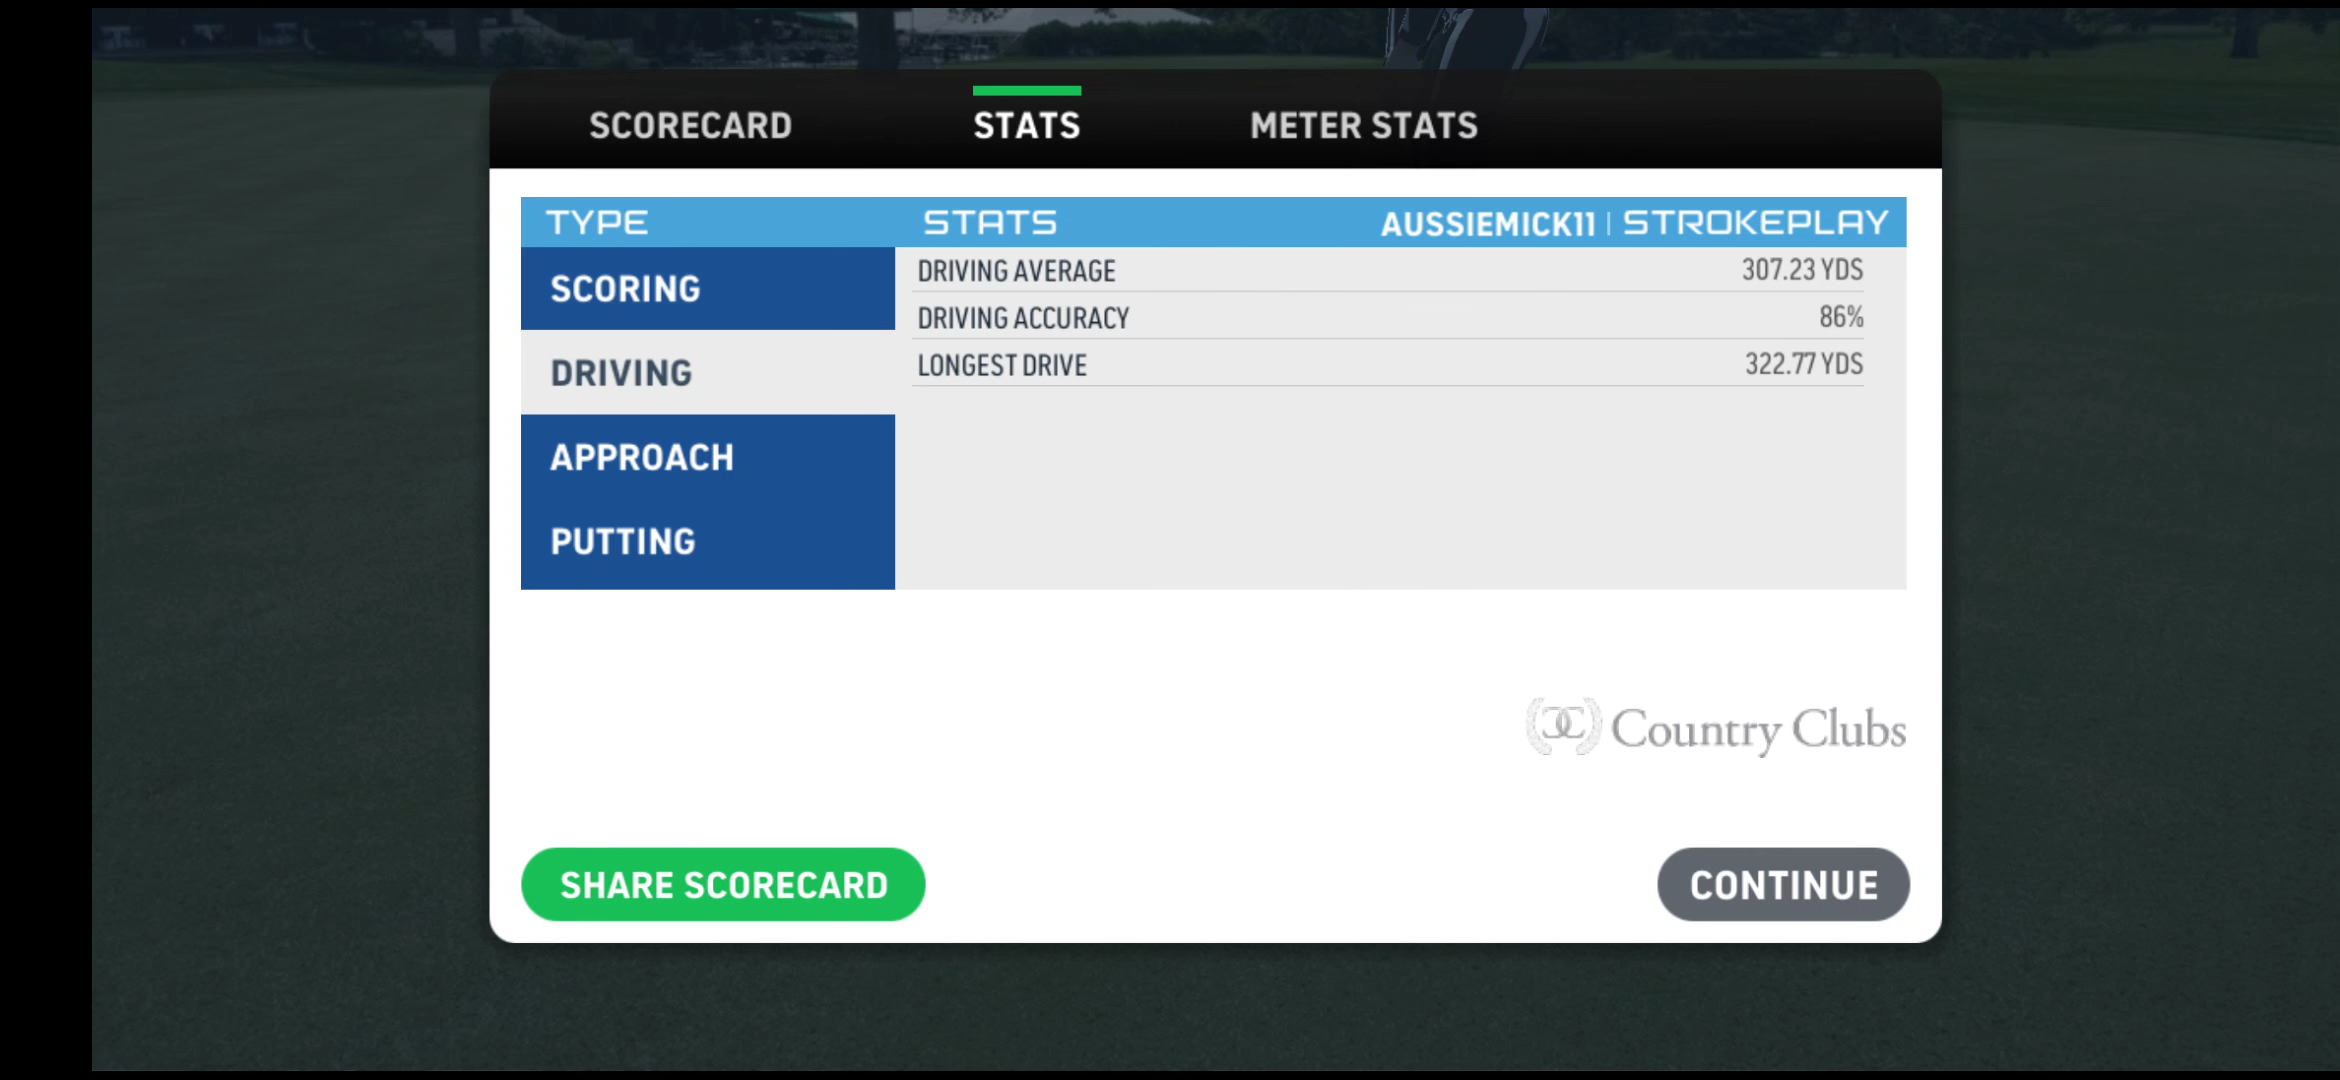 SCORECARD STATS METER STATS
TYPE STATS AUSSIEMICK11 | STROKEPLAY
SCORING
DRIVING
APPROACH
PUTTING
DRIVING AVERAGE 307.23 YDS
DRIVING ACCURACY 86%
LONGEST DRIVE 322.77 YDS
CC Country Clubs
SHARE SCORECARD CONTINUE